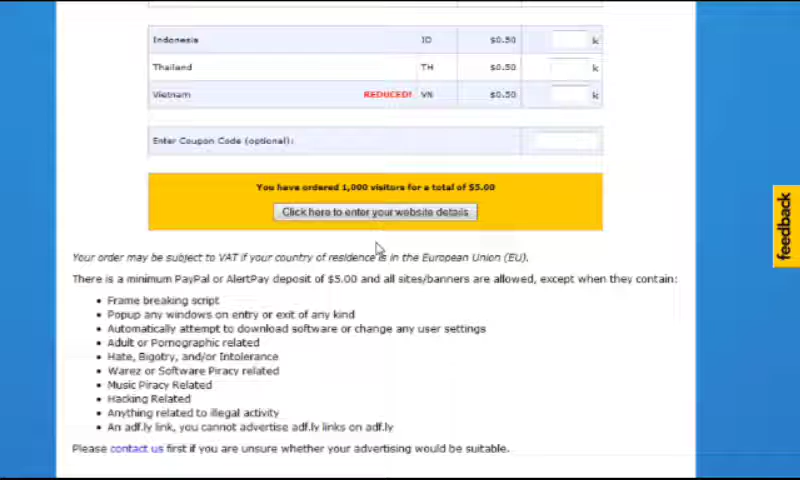 Indonesia ID $0.50 k
Thailand TH $0.50 k
Vietnam REDUCED! VN $0.50 k
Enter Coupon Code (optional):
You have ordered 1,000 visitors for a total of $5.00
Click here to enter your website details
feedback
Your order may be subject to VAT if your country of residence is in the European Union (EU).
There is a minimum PayPal or AlertPay deposit of $5.00 and all sites/banners are allowed, except when they contain:
• Frame breaking script
• Popup any windows on entry or exit of any kind
• Automatically attempt to download software or change any user settings
• Adult or Pornographic related
• Hate, Bigotry, and/or Intolerance
• Warez or Software Piracy related
• Music Piracy Related
• Hacking Related
• Anything related to illegal activity
• An adf.ly link, you cannot advertise adf.ly links on adf.ly
Please contact us first if you are unsure whether your advertising would be suitable.